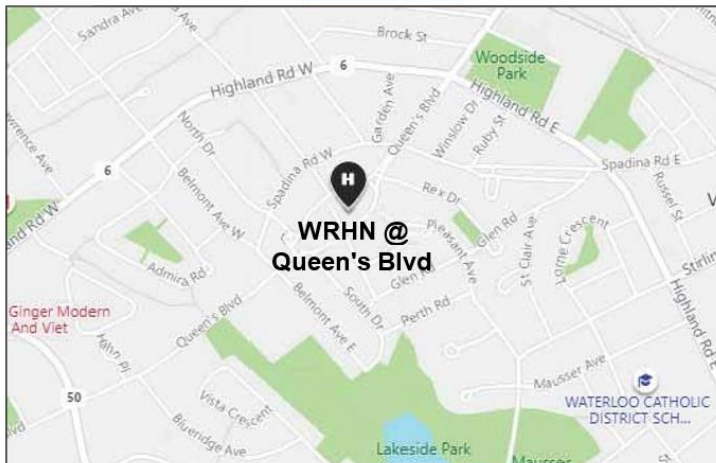 Sandra Ave
Brock St
Woodside
Park
6
Highland Rd W
Garden Ave
Queen's Blvd
Highland Rd E
Winslow Dr
Ruby St
North Dr
Spadina Rd W
Spadina Rd E
Belmont Ave W
6
H
Rex Dr
Russel St
WRHN @
Queen's Blvd
Pleasant Ave
Glen Rd
St Clair Ave
Lorne Crescent
Admira Rd
Glen
South Dr
Perth Rd
Belmont Ave E
Queen's Blvd
Highland Rd E
Ginger Modern
And Viet
Hahn Pl
50
Vista Crescent
Blueridge Ave
Mausser Ave
WATERLOO CATHOLIC
DISTRICT SCH...
Lakeside Park